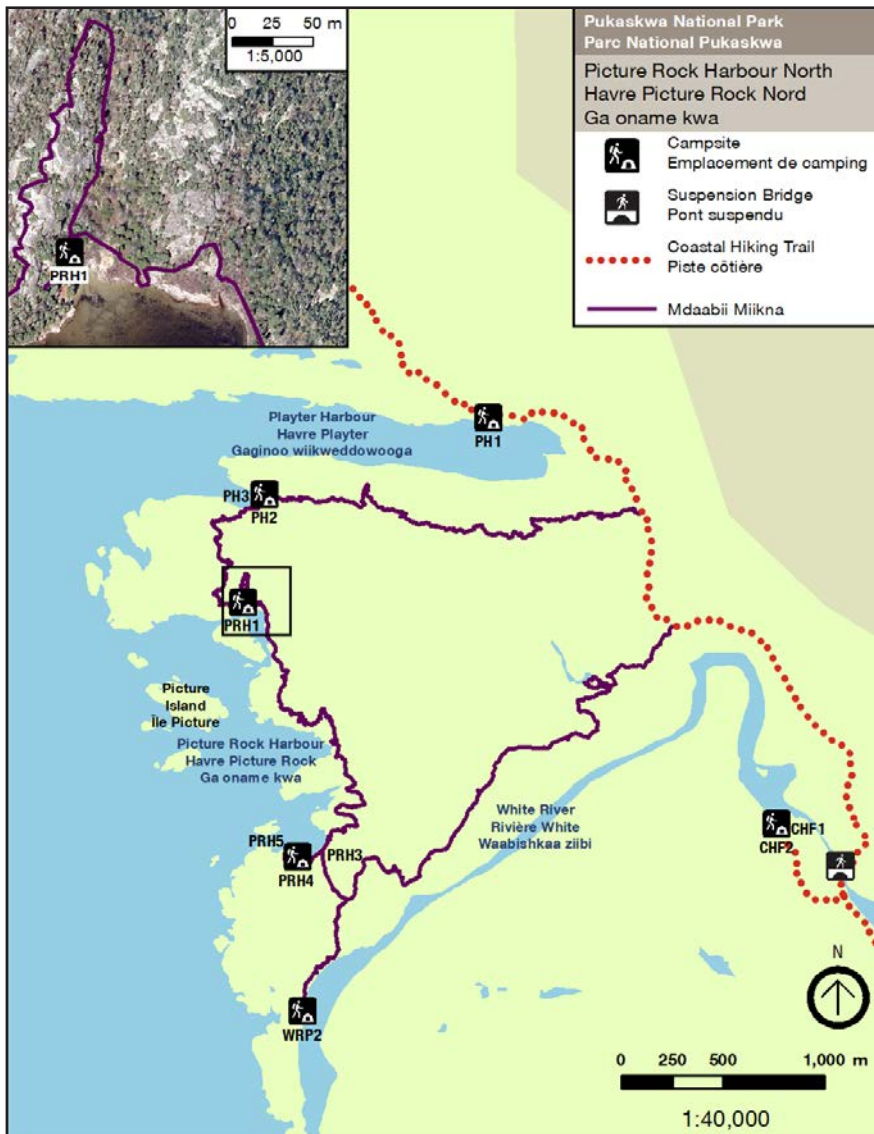 0 25 50 m
1:5,000
PRH1
Pukaskwa National Park
Parc National Pukaskwa
Picture Rock Harbour North
Havre Picture Rock Nord
Ga oname kwa
Campsite
Emplacement de camping
Suspension Bridge
Pont suspendu
Coastal Hiking Trail
Piste côtière
Mdaabii Miikna
Playter Harbour
Havre Playter
Gaginoo wiikweddowooga
PH1
PH3
PH2
PRH1
Picture
Island
Île Picture
Picture Rock Harbour
Havre Picture Rock
Ga oname kwa
White River
Rivière White
Waabishkaa ziibi
CHF1
CHF2
PRH5
PRH3
PRH4
WRP2
N
0 250 500 1,000 m
1:40,000